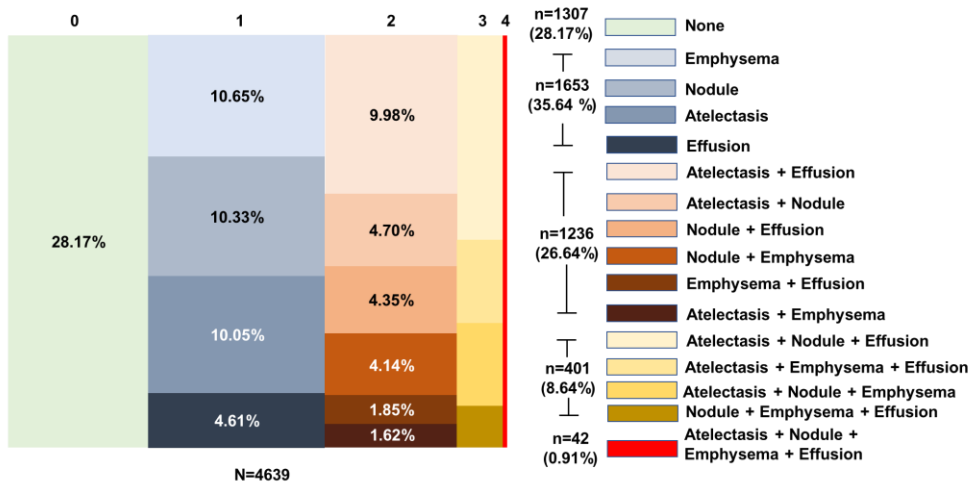 0 1 2 3 4
28.17%
10.65%
10.33%
10.05%
4.61%
9.98%
4.70%
4.35%
4.14%
1.85%
1.62%
N=4639
n=1307
(28.17%)
n=1653
(35.64 %)
n=1236
(26.64%)
n=401
(8.64%)
n=42
(0.91%)
None
Emphysema
Nodule
Atelectasis
Effusion
Atelectasis + Effusion
Atelectasis + Nodule
Nodule + Effusion
Nodule + Emphysema
Emphysema + Effusion
Atelectasis + Emphysema
Atelectasis + Nodule + Effusion
Atelectasis + Emphysema + Effusion
Atelectasis + Nodule + Emphysema
Nodule + Emphysema + Effusion
Atelectasis + Nodule +
Emphysema + Effusion